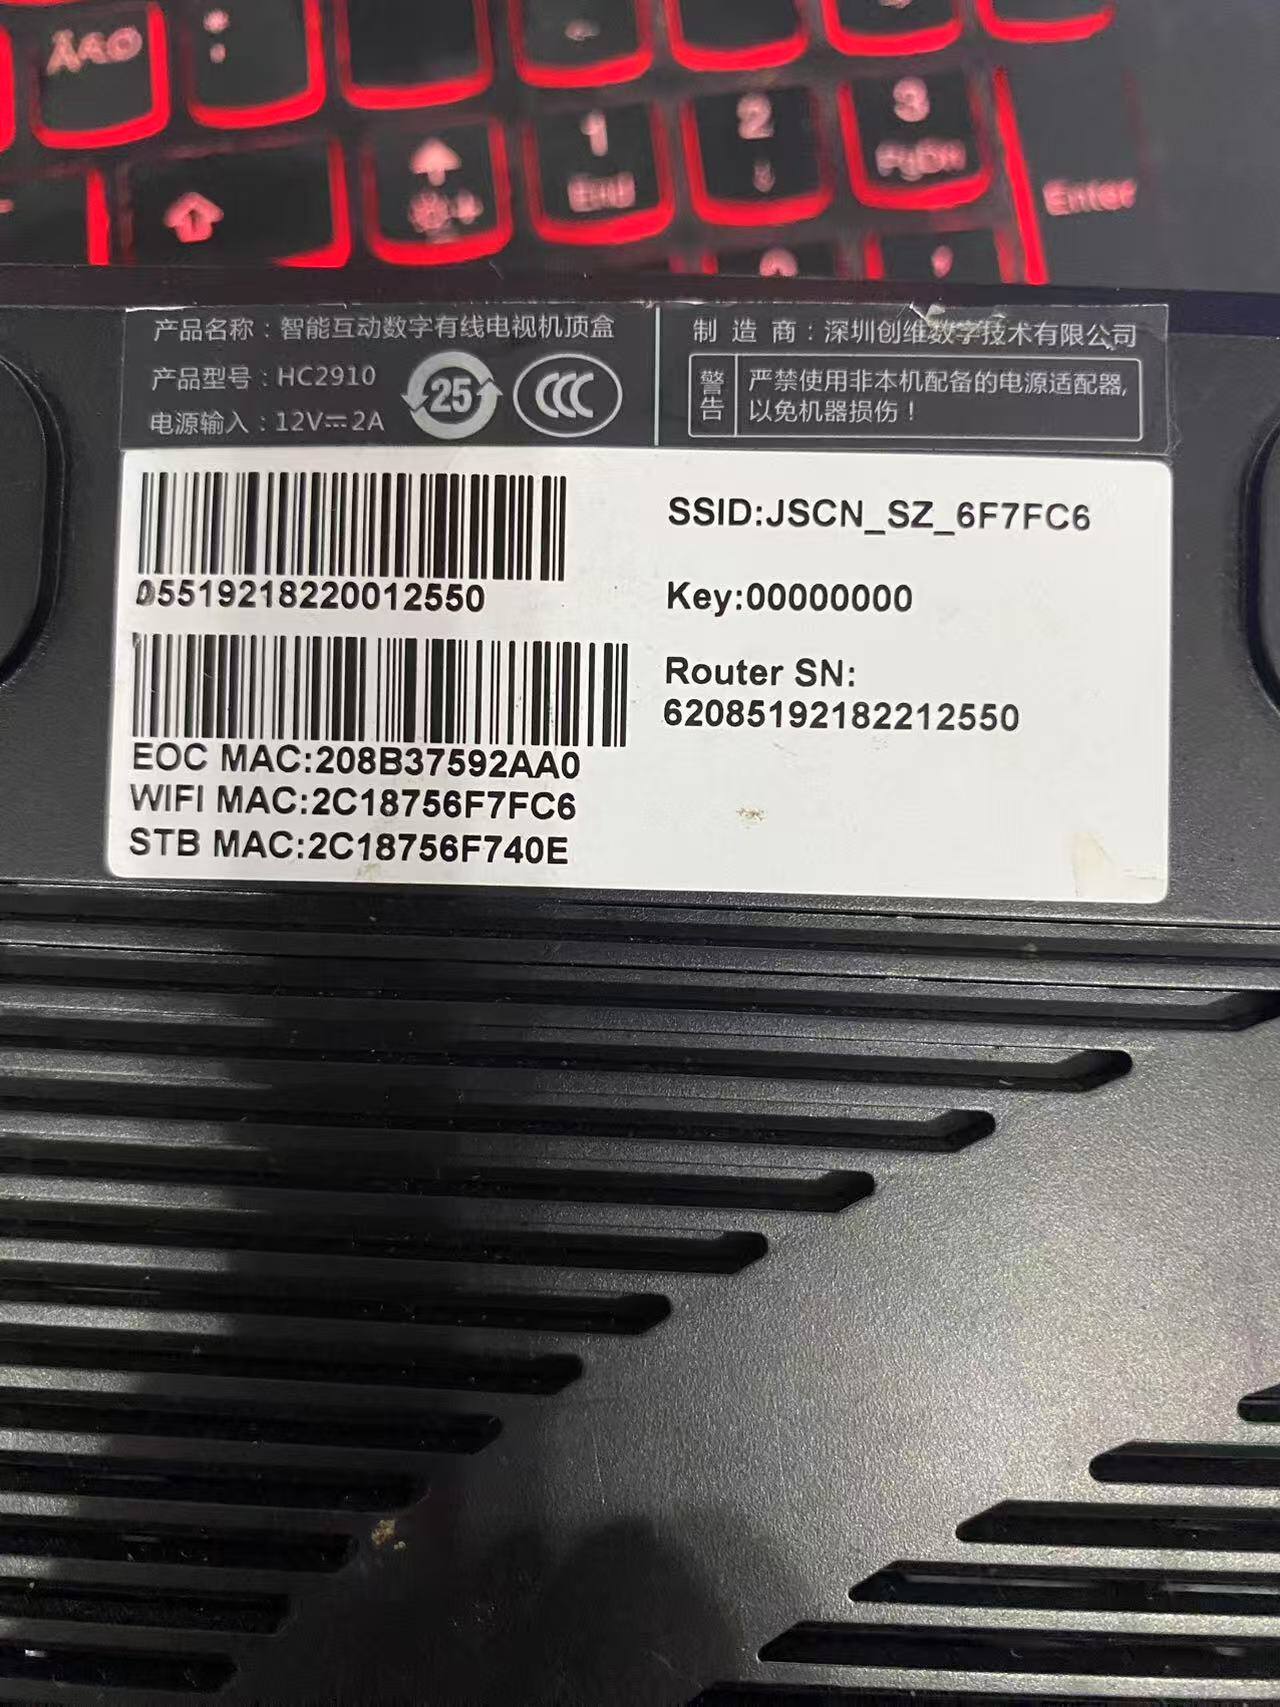 1
End
2
3
PgDn
Enter
产品名称：智能互动数字有线电视机顶盒
产品型号：HC2910
电源输入：12V⎓2A
25
CCC
制 造 商：深圳创维数字技术有限公司
警告
严禁使用非本机配备的电源适配器,
以免机器损伤！
05519218220012550
EOC MAC:208B37592AA0
WIFI MAC:2C18756F7FC6
STB MAC:2C18756F740E
SSID:JSCN_SZ_6F7FC6
Key:00000000
Router SN:
62085192182212550